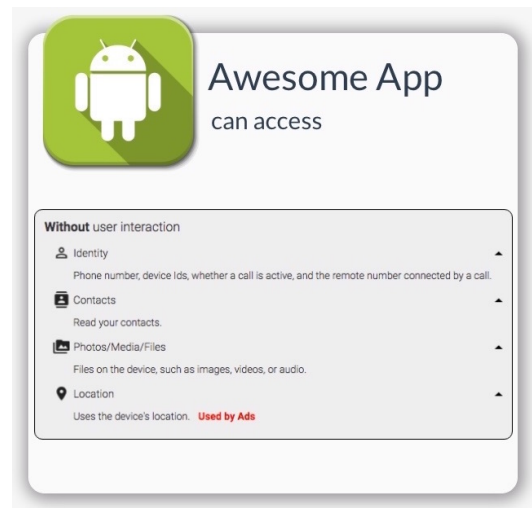 Awesome App
can access
Without user interaction
Identity
Phone number, device Ids, whether a call is active, and the remote number connected by a call.
Contacts
Read your contacts.
Photos/Media/Files
Files on the device, such as images, videos, or audio.
Location
Uses the device's location. Used by Ads